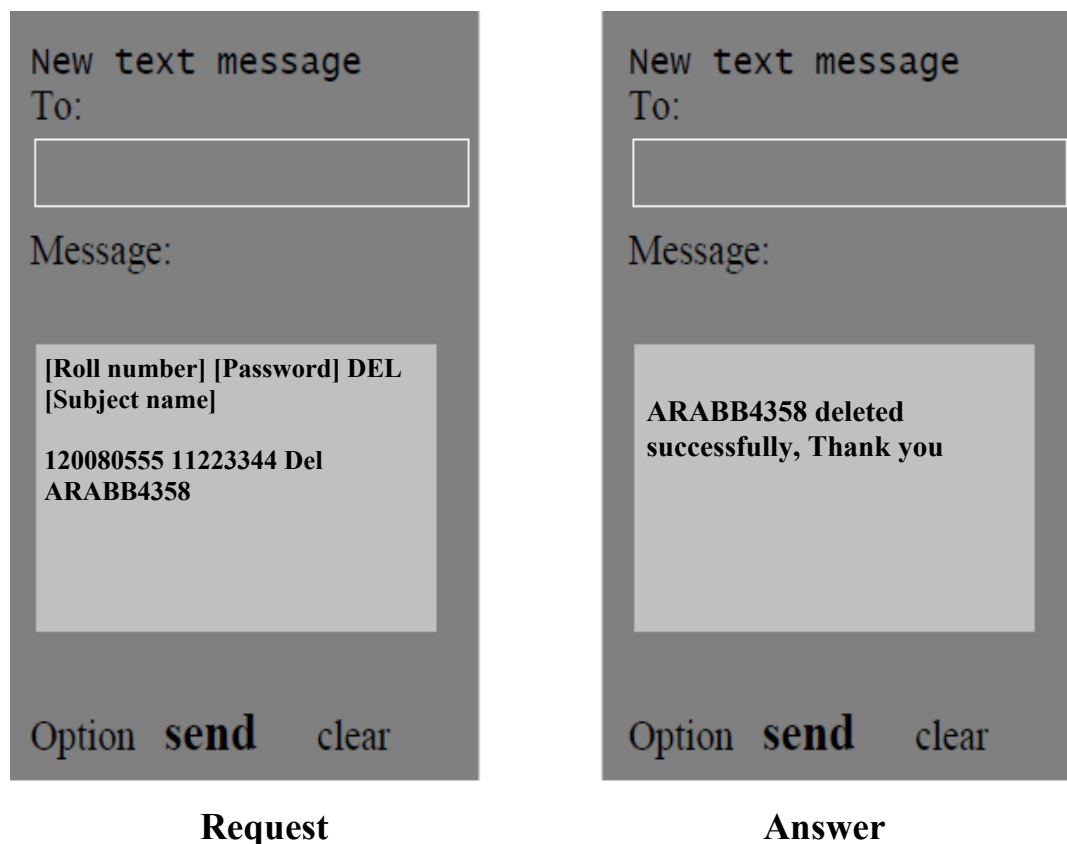 New text message
To:
Message:
[Roll number] [Password] DEL
[Subject name]
120080555 11223344 Del
ARABB4358
Option send clear
Request
New text message
To:
Message:
ARABB4358 deleted
successfully, Thank you
Option send clear
Answer